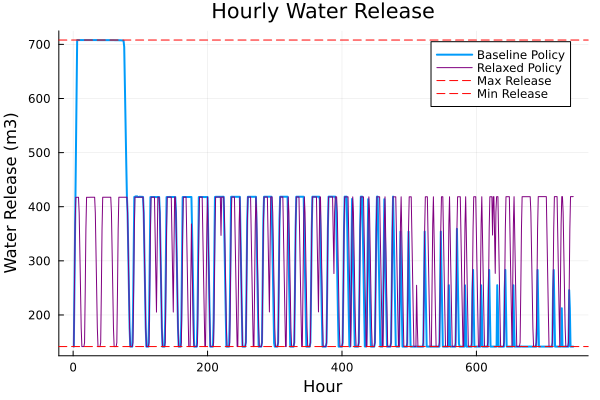 Hourly Water Release
Water Release (m3)
700
600
500
400
300
200
0
200
400
600
Hour
Baseline Policy
Relaxed Policy
Max Release
Min Release